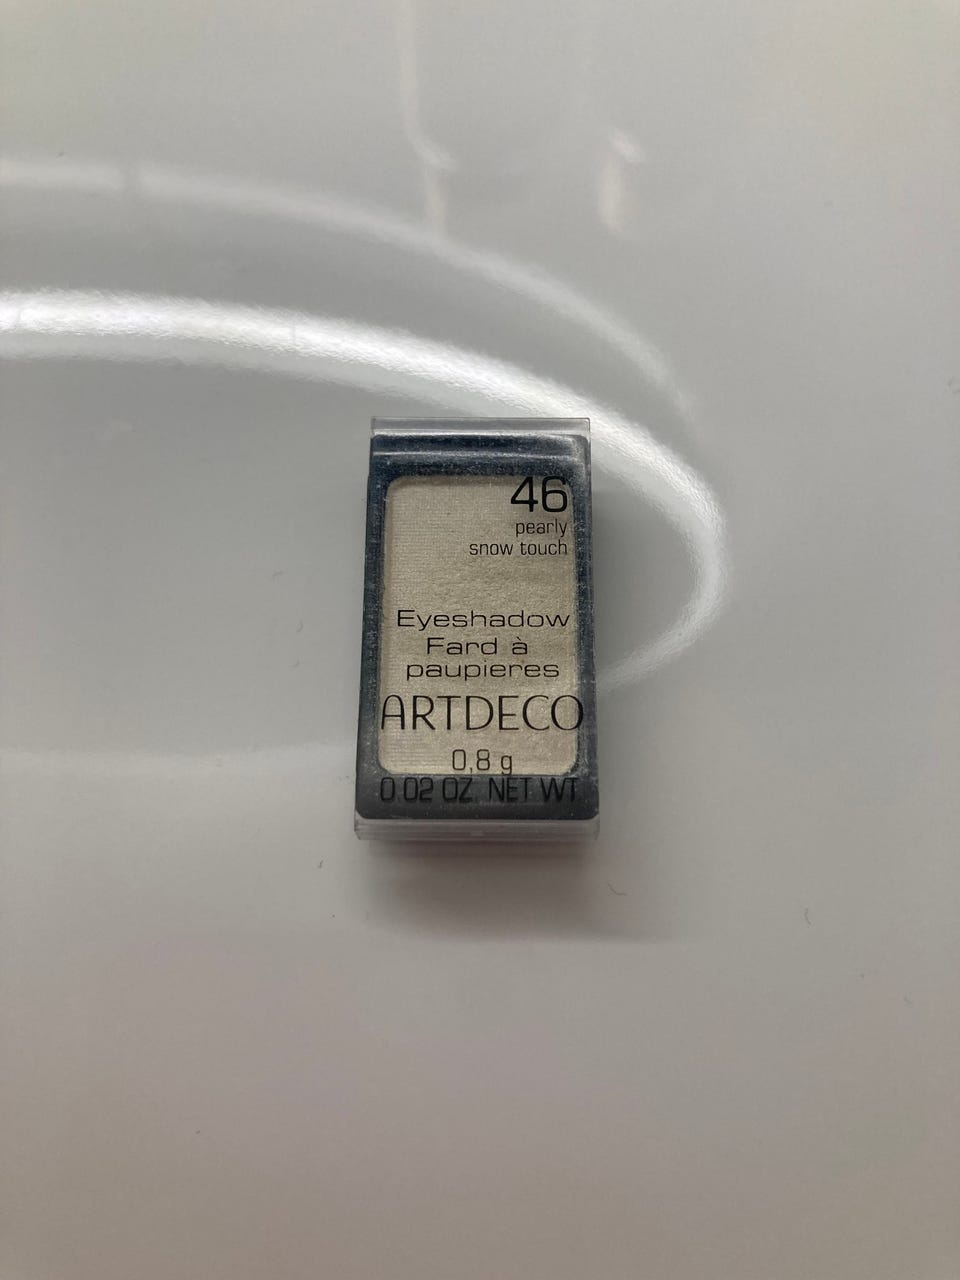 46
pearly
snow touch
Eyeshadow
Fard à
paupieres
ARTDECO
0,8 g
0.02 OZ. NET WT